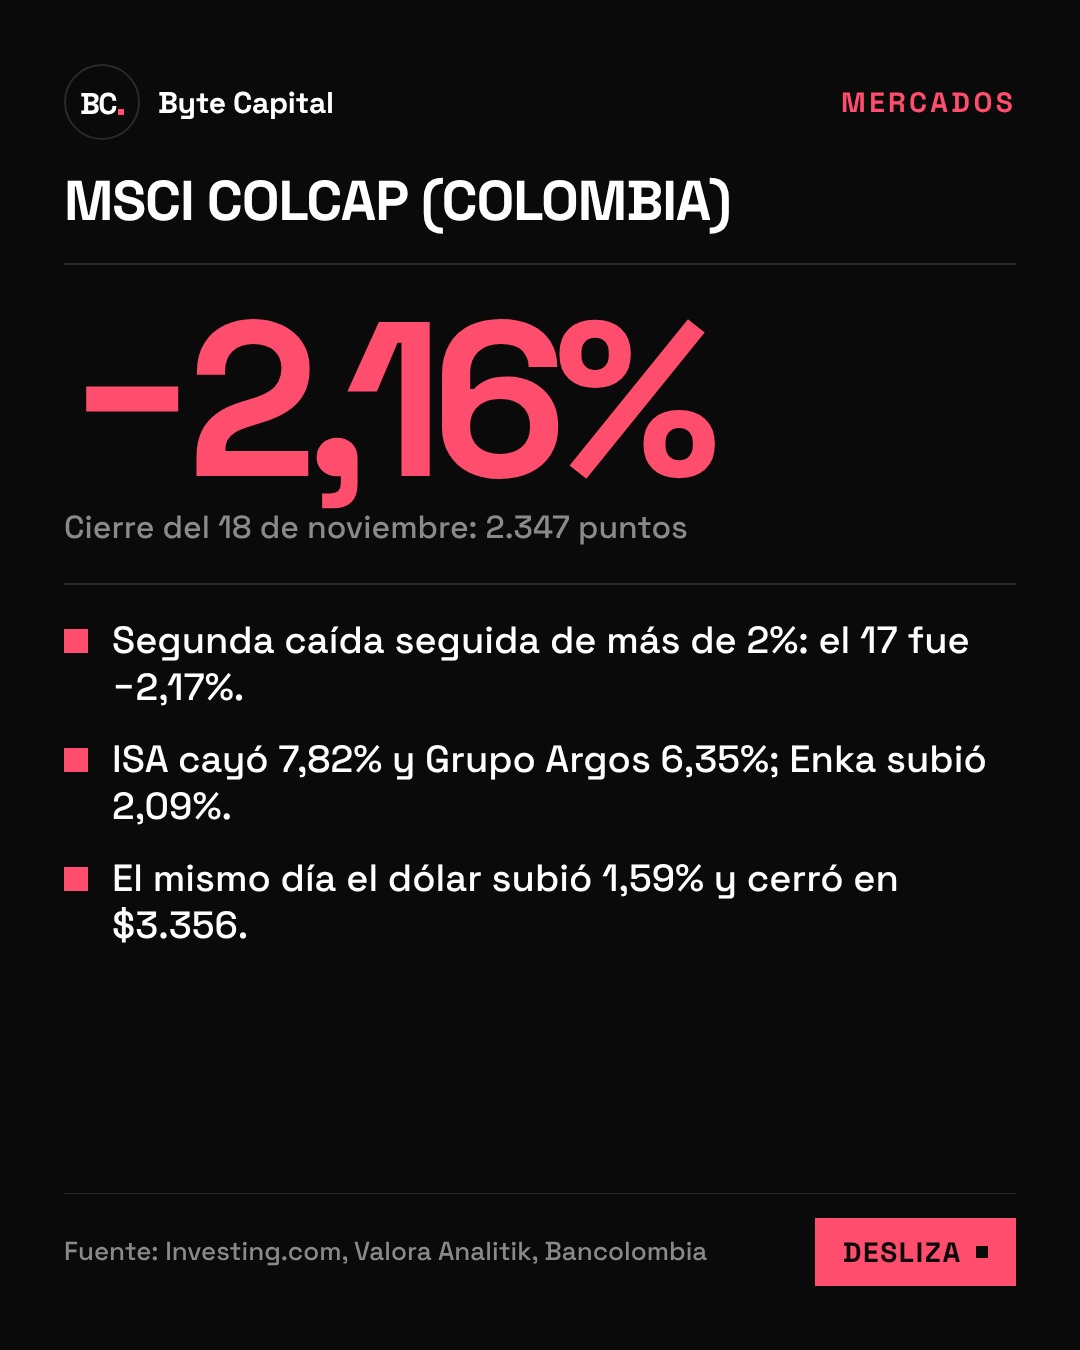 BC.
Byte Capital
MERCADOS
MSCI COLCAP (COLOMBIA)
−2,16%
Cierre del 18 de noviembre: 2.347 puntos
Segunda caída seguida de más de 2%: el 17 fue
−2,17%.
ISA cayó 7,82% y Grupo Argos 6,35%; Enka subió
2,09%.
El mismo día el dólar subió 1,59% y cerró en
$3.356.
Fuente: Investing.com, Valora Analitik, Bancolombia
DESLIZA